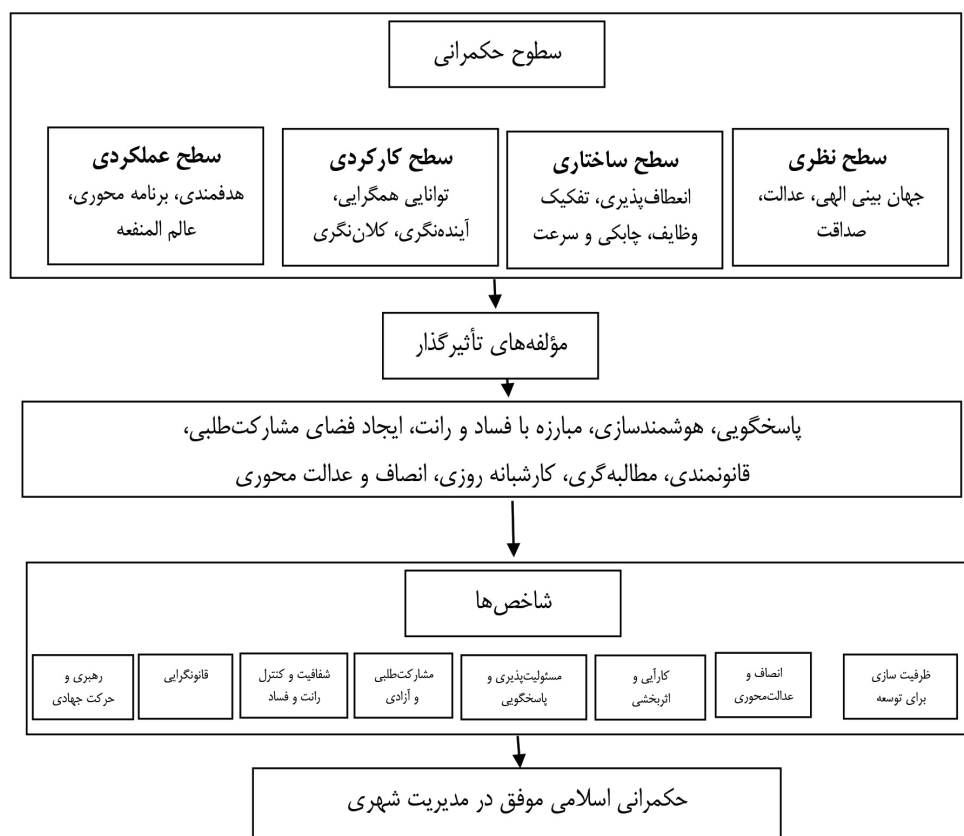 سطوح حکمرانی
سطح نظری
جهان بینی الهی، عدالت،
صداقت
سطح ساختاری
انعطاف‌پذیری، تفکیک
وظایف، چابکی و سرعت
سطح کارکردی
توانایی همگرایی،
آینده‌نگری، کلان‌نگری
سطح عملکردی
هدفمندی، برنامه محوری،
عالم المنفعه
مؤلفه‌های تأثیرگذار
پاسخگویی، هوشمندسازی، مبارزه با فساد و رانت، ایجاد فضای مشارکت‌طلبی،
قانونمندی، مطالبه‌گری، کارشبانه روزی، انصاف و عدالت محوری
شاخص‌ها
ظرفیت سازی
برای توسعه
انصاف و
عدالت‌محوری
کارآیی و
اثربخشی
مسئولیت‌پذیری و
پاسخگویی
مشارکت‌طلبی
و آزادی
شفافیت و کنترل
رانت و فساد
قانونگرایی
رهبری و
حرکت جهادی
حکمرانی اسلامی موفق در مدیریت شهری